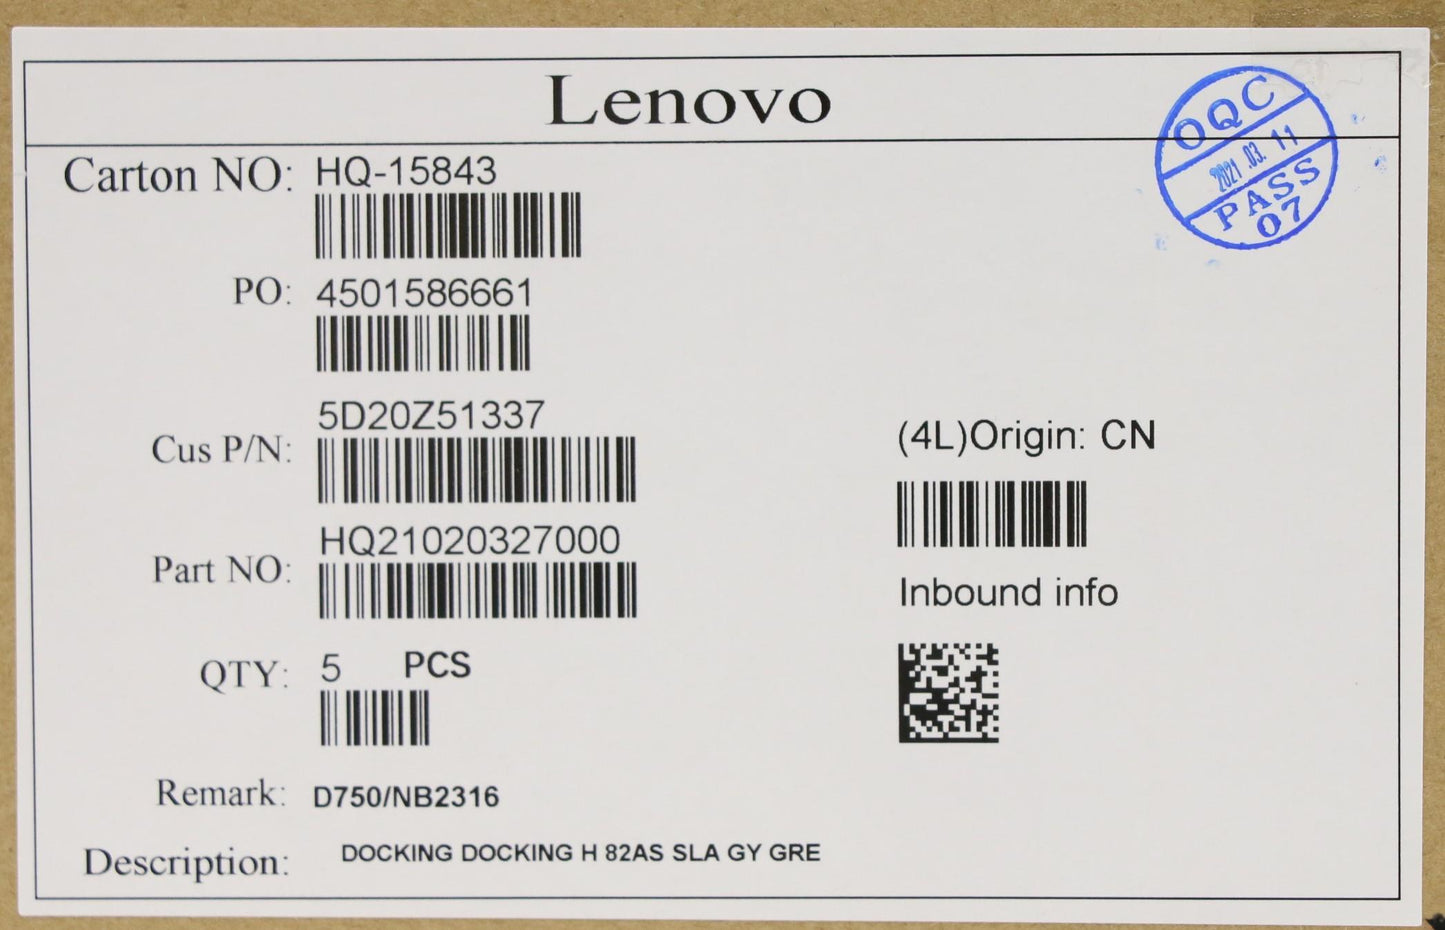 Lenovo
OQC
2021.03.11
PASS
07
Carton NO: HQ-15843
PO: 4501586661
Cus P/N: 5D20Z51337
(4L)Origin: CN
Part NO: HQ21020327000
Inbound info
QTY: 5 PCS
Remark: D750/NB2316
Description: DOCKING DOCKING H 82AS SLA GY GRE